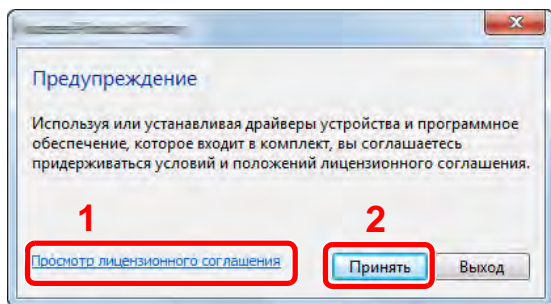 Предупреждение
Используя или устанавливая драйверы устройства и программное
обеспечение, которое входит в комплект, вы соглашаетесь
придерживаться условий и положений лицензионного соглашения.
1
2
Просмотр лицензионного соглашения
Принять
Выход